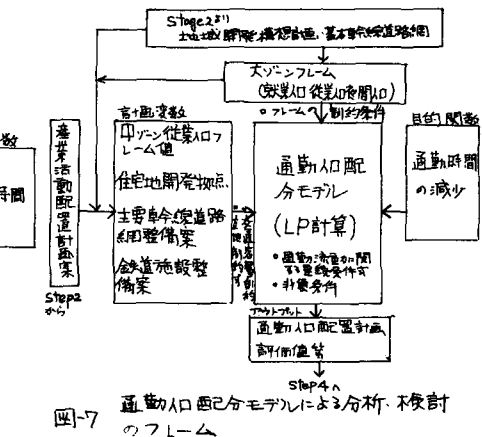 Stage2より
土地利用開発構想計画、基本幹線道路網
大ゾーンフレーム
(就業人口従業人口夜間人口)
・フレームの制約条件
計画変数
中ゾーン従業人口フ
レーム値
住宅地開発拠点
主要幹線道路
網整備案
鉄道施設整
備案
産業活動配置計画案
Step2
から
数
時間
通勤人口配
分モデル
(LP計算)
・通勤流動に関
する連続条件式
・非負条件
目的関数
通勤時間
の減少
アウトプット
通勤人口配置計画
評価値等
Step4へ
図-7 通勤人口配分モデルによる分析、検討
のフレーム